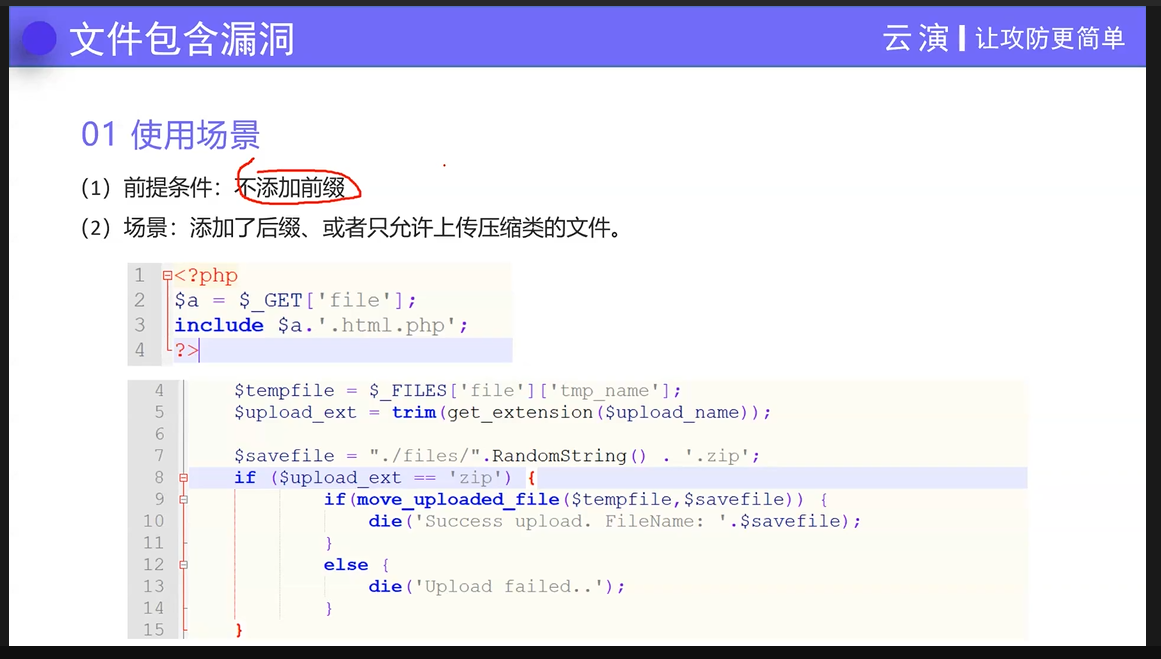 文件包含漏洞
云演 | 让攻防更简单
01 使用场景
(1) 前提条件：不添加前缀
(2) 场景：添加了后缀、或者只允许上传压缩类的文件。
1 <?php
2 $a = $_GET['file'];
3 include $a.'.html.php';
4 ?>
4 $tempfile = $_FILES['file']['tmp_name'];
5 $upload_ext = trim(get_extension($upload_name));
6
7 $savefile = "./files/".RandomString() . '.zip';
8 if ($upload_ext == 'zip') {
9 if(move_uploaded_file($tempfile,$savefile)) {
10 die('Success upload. FileName: '.$savefile);
11 }
12 else {
13 die('Upload failed..');
14 }
15 }